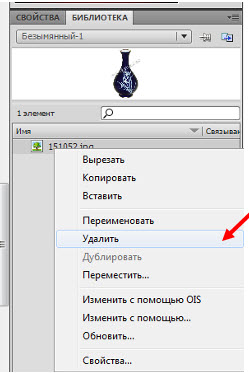 СВОЙСТВА БИБЛИОТЕКА
Безымянный-1
1 элемент
Имя Связыван
151052.jpg
Вырезать
Копировать
Вставить
Переименовать
Удалить
Дублировать
Переместить...
Изменить с помощью OIS
Изменить с помощью...
Обновить...
Свойства...